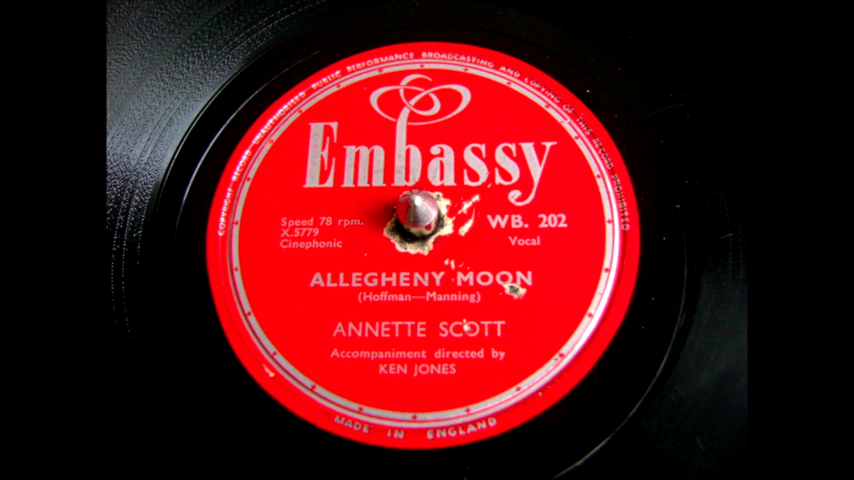 COPYRIGHT RECORD UNAUTHORISED PUBLIC PERFORMANCE BROADCASTING AND COPYING OF THIS RECORD PROHIBITED
Embassy
Speed 78 rpm.
X.5779
Cinephonic
WB. 202
Vocal
ALLEGHENY MOON
(Hoffman—Manning)
ANNETTE SCOTT
Accompaniment directed by
KEN JONES
MADE IN ENGLAND